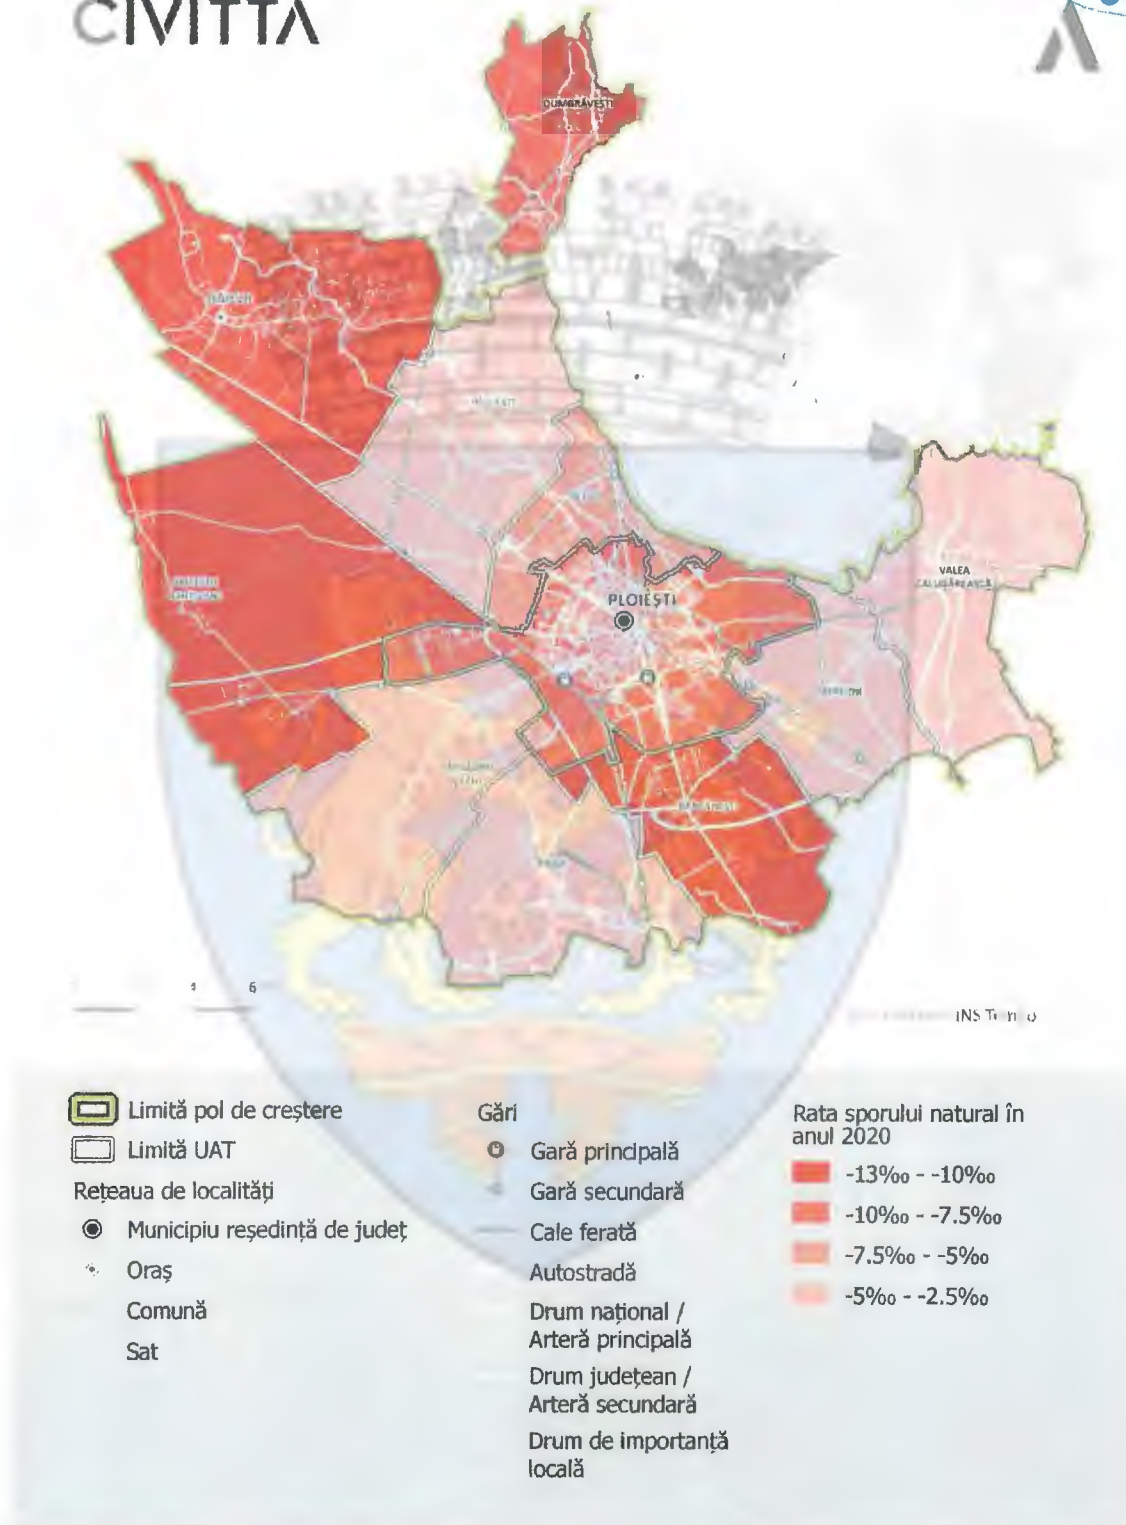 CIVITTA
DUMBRĂVEȘTI
PLOIEȘTI
VALEA
CĂLUGĂREASCĂ
6
Limită pol de creștere
Limită UAT
Rețeaua de localități
Municipiu reședință de județ
Oraș
Comună
Sat
Gări
Gară principală
Gară secundară
Cale ferată
Autostradă
Drum național /
Arteră principală
Drum județean /
Arteră secundară
Drum de importanță
locală
Rata sporului natural în
anul 2020
-13‰ - -10‰
-10‰ - -7.5‰
-7.5‰ - -5‰
-5‰ - -2.5‰